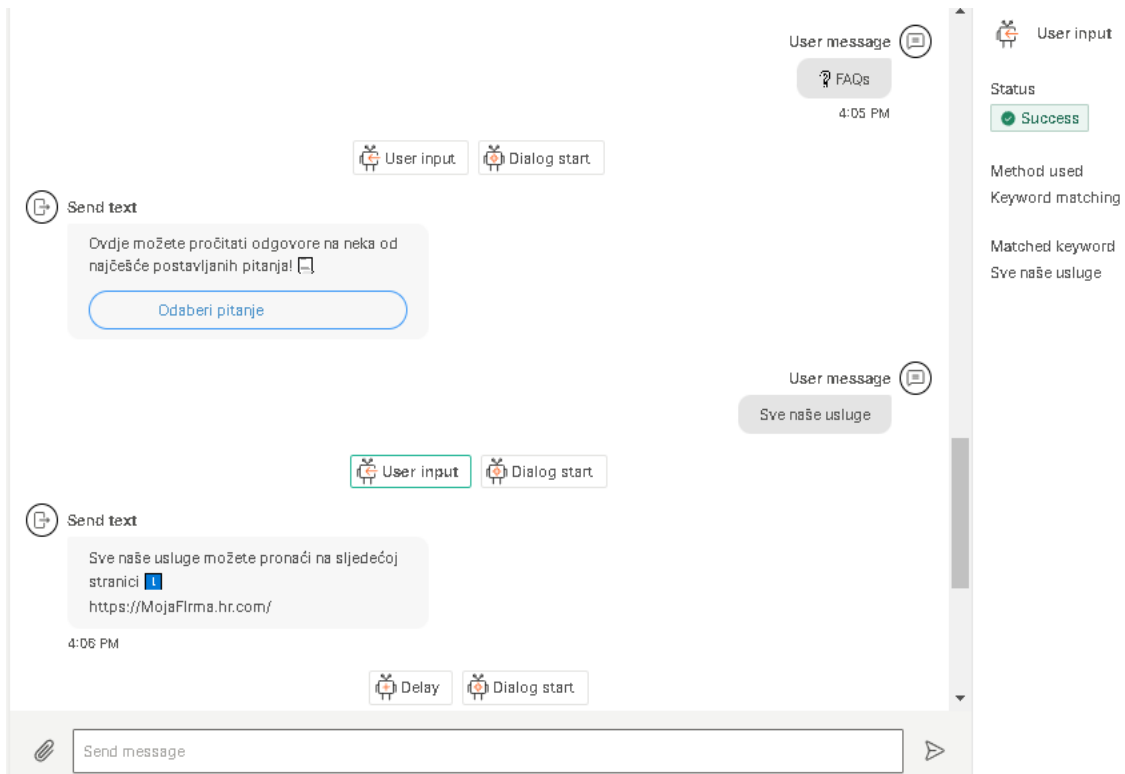 User message
? FAQs
4:05 PM
User input
Dialog start
Send text
Ovdje možete pročitati odgovore na neka od
najčešće postavljanih pitanja!
Odaberi pitanje
User message
Sve naše usluge
User input
Dialog start
Send text
Sve naše usluge možete pronaći na sljedećoj
stranici
https://MojaFIrma.hr.com/
4:06 PM
Delay
Dialog start
Send message
User input
Status
Success
Method used
Keyword matching
Matched keyword
Sve naše usluge